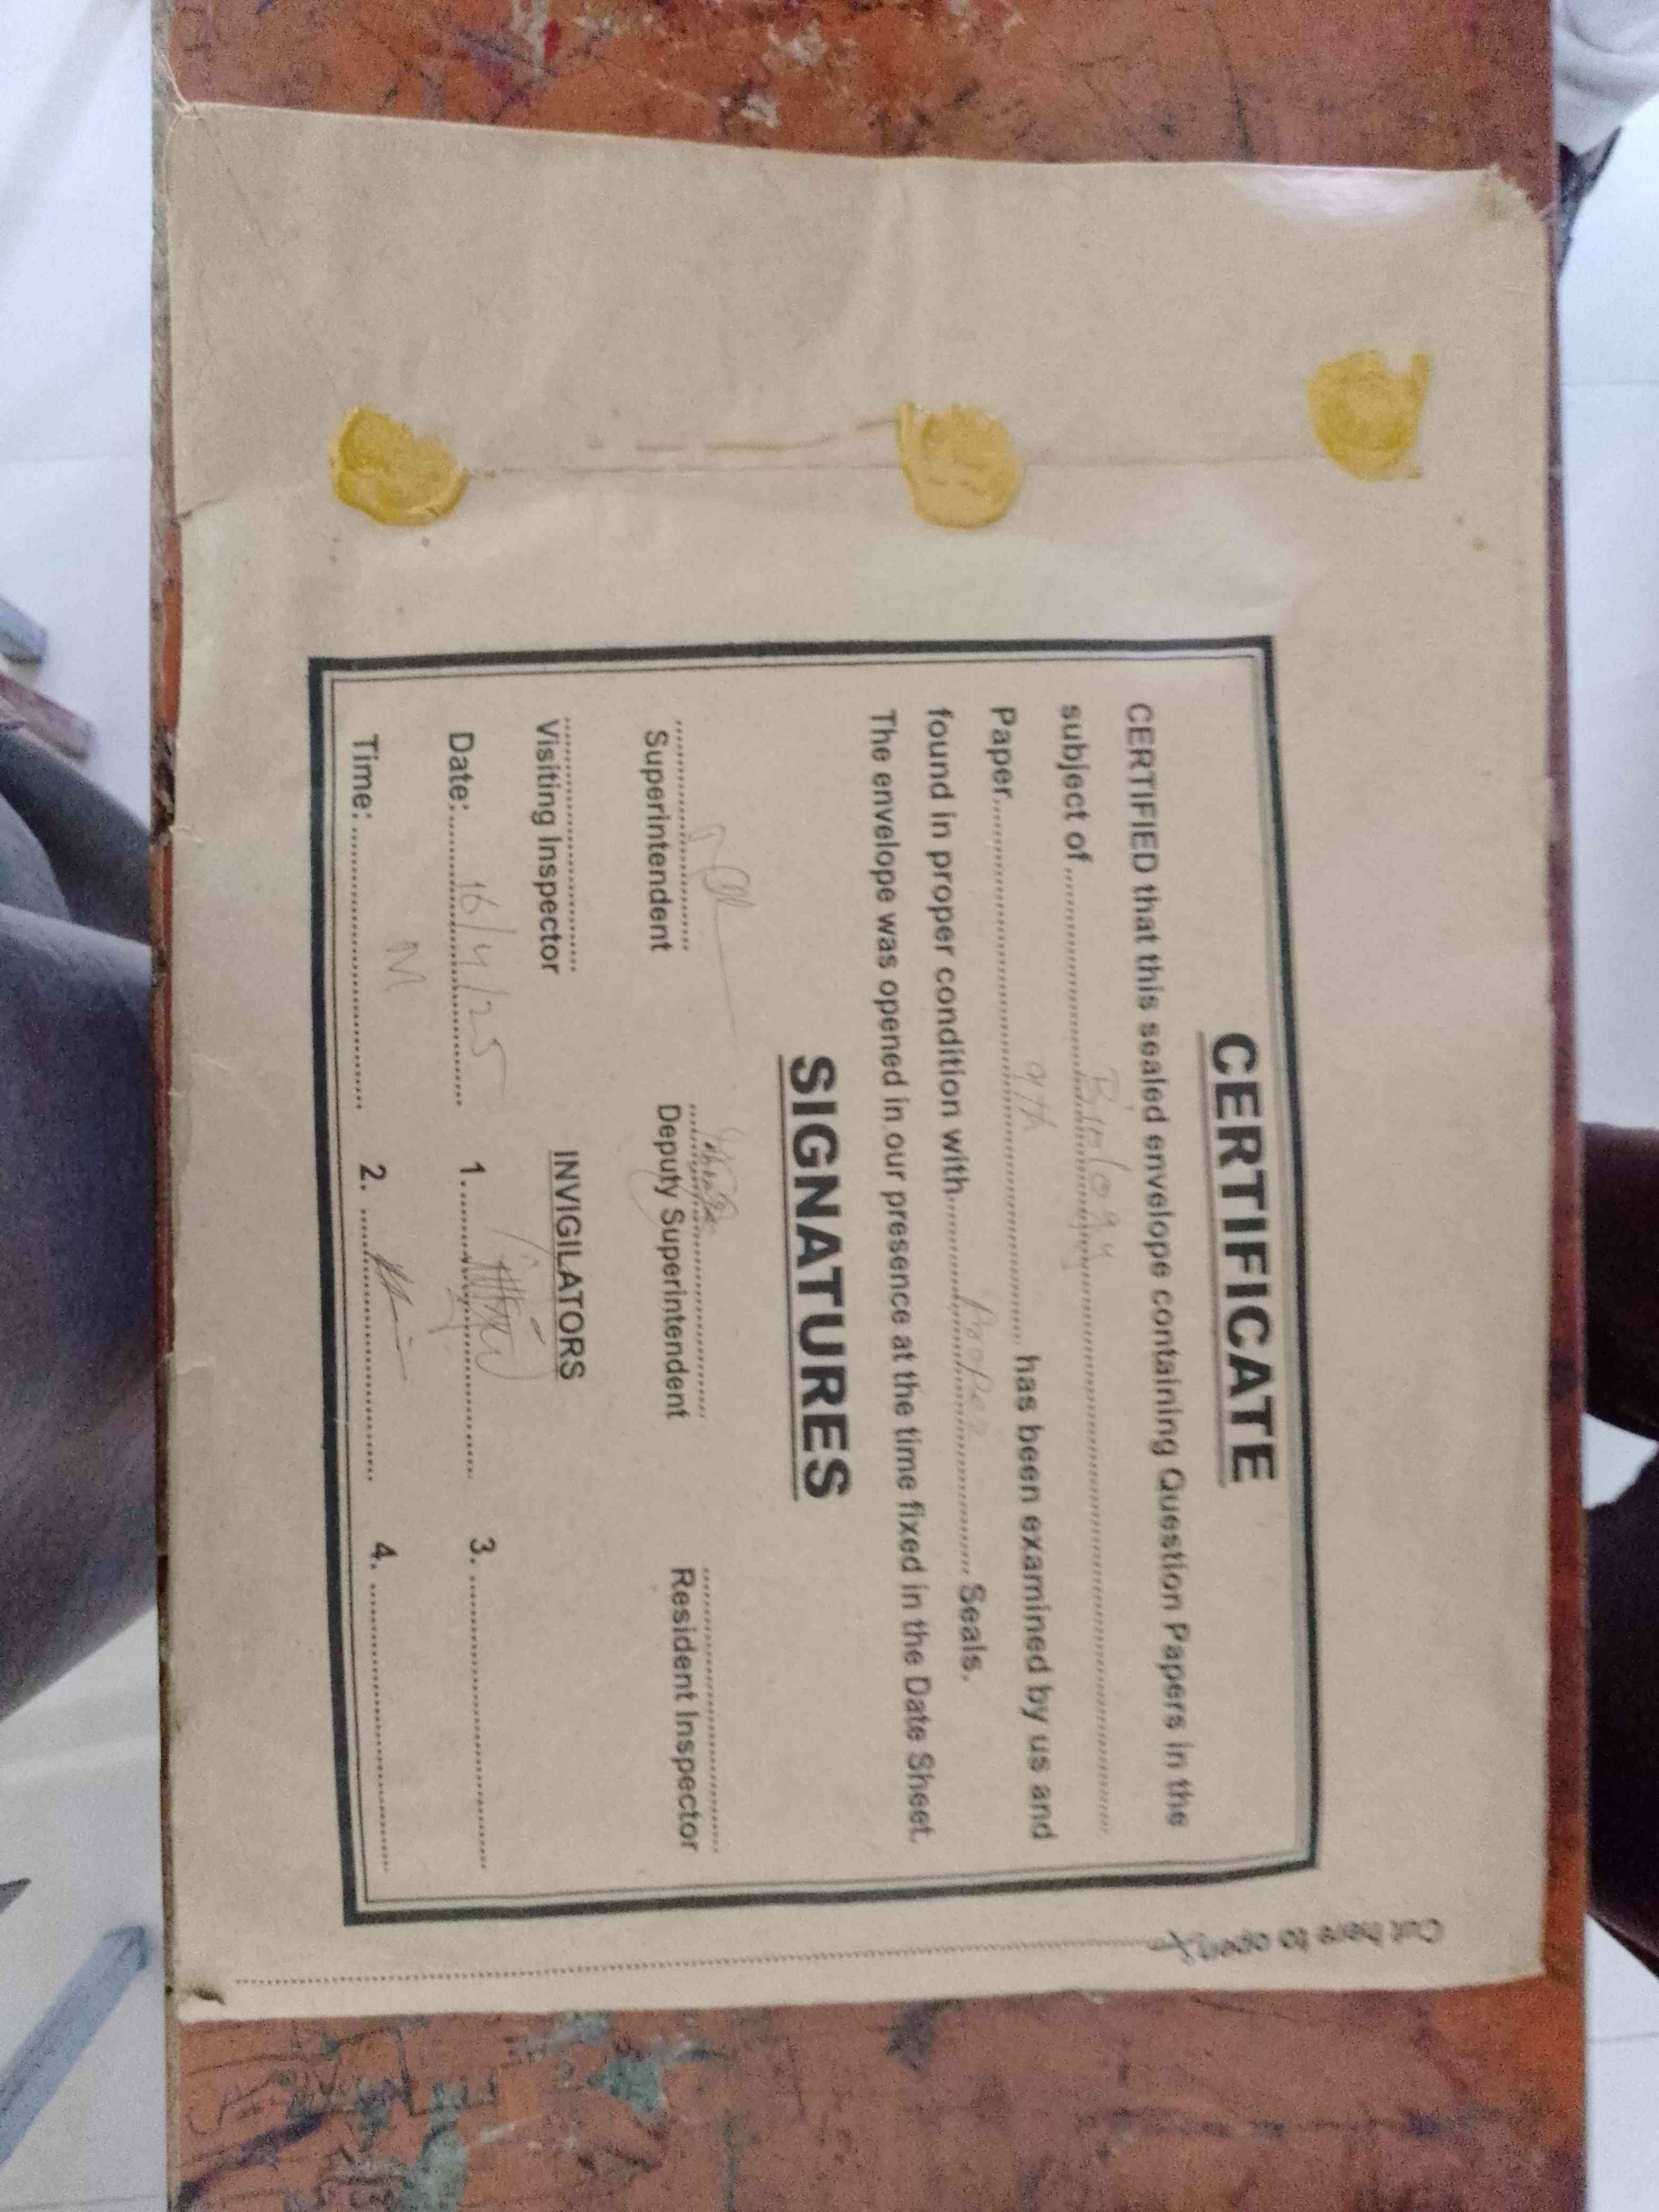 CERTIFICATE
CERTIFIED that this sealed envelope containing Question Papers in the
subject of.......... Biology ..........
Paper.......... 9th .......... has been examined by us and
found in proper condition with.......... Proper .......... Seals.
The envelope was opened in our presence at the time fixed in the Date Sheet.
SIGNATURES
Superintendent Deputy Superintendent Resident Inspector
Visiting Inspector
INVIGILATORS
Date:.......... 16/4/25 1........... 3. ..........
Time: .......... M 2. .......... 4. ..........
Cut here to open